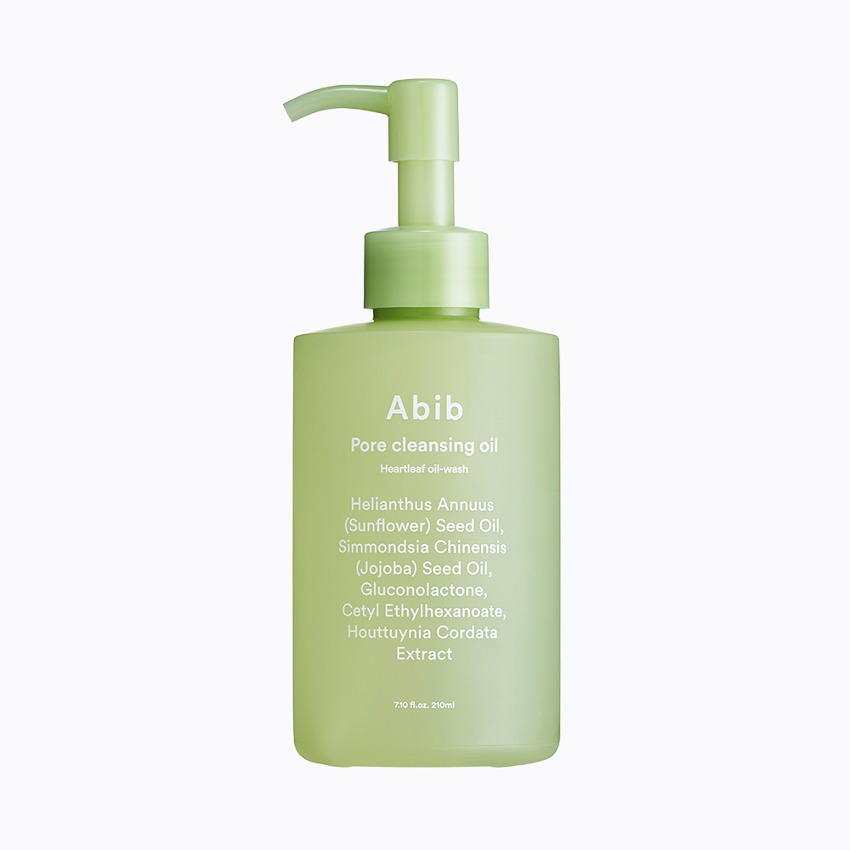 Abib
Pore cleansing oil
Heartleaf oil-wash
Helianthus Annuus
(Sunflower) Seed Oil,
Simmondsia Chinensis
(Jojoba) Seed Oil,
Gluconolactone,
Cetyl Ethylhexanoate,
Houttuynia Cordata
Extract
7.10 fl.oz. 210ml